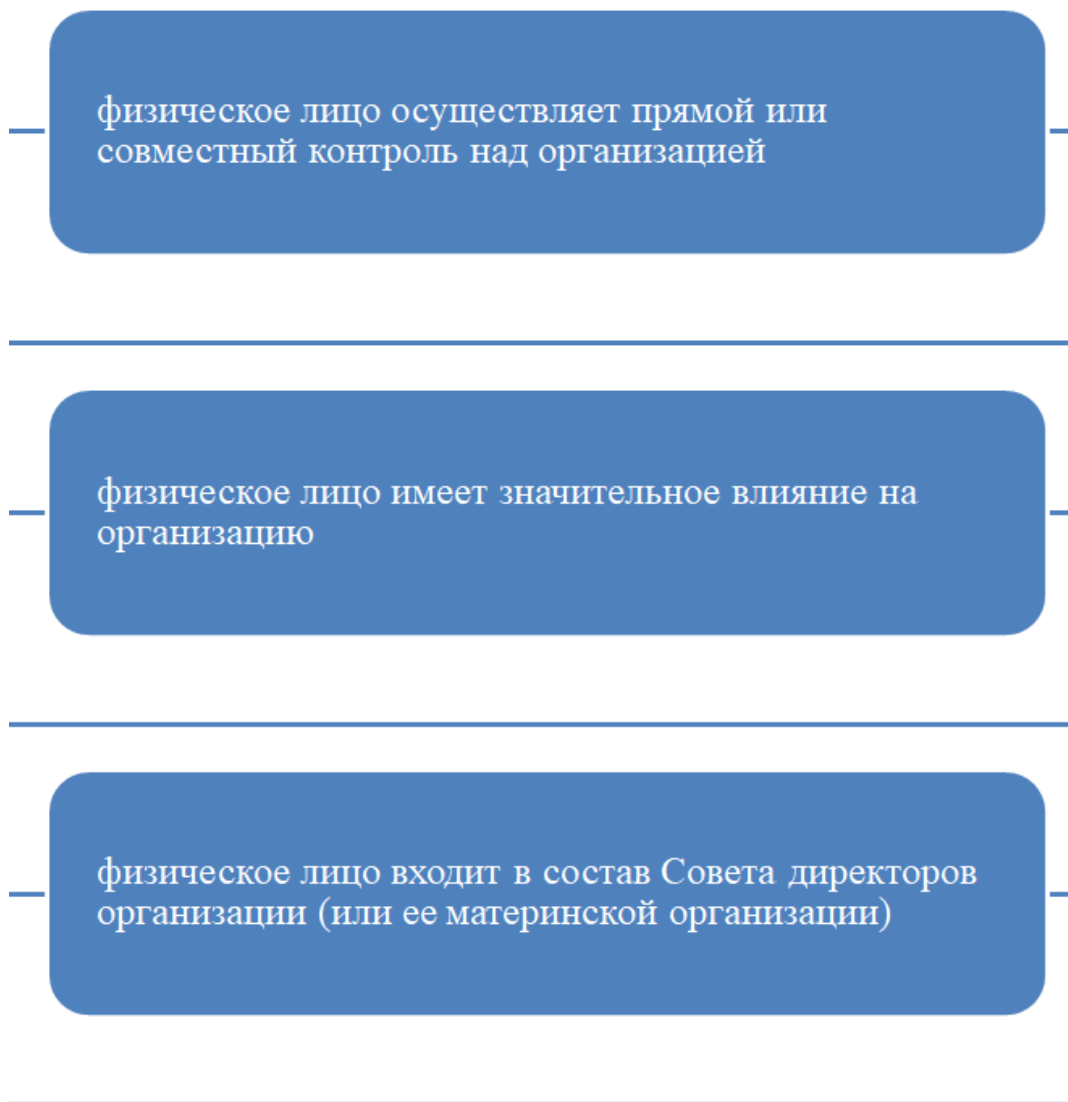 физическое лицо осуществляет прямой или
совместный контроль над организацией
физическое лицо имеет значительное влияние на
организацию
физическое лицо входит в состав Совета директоров
организации (или ее материнской организации)